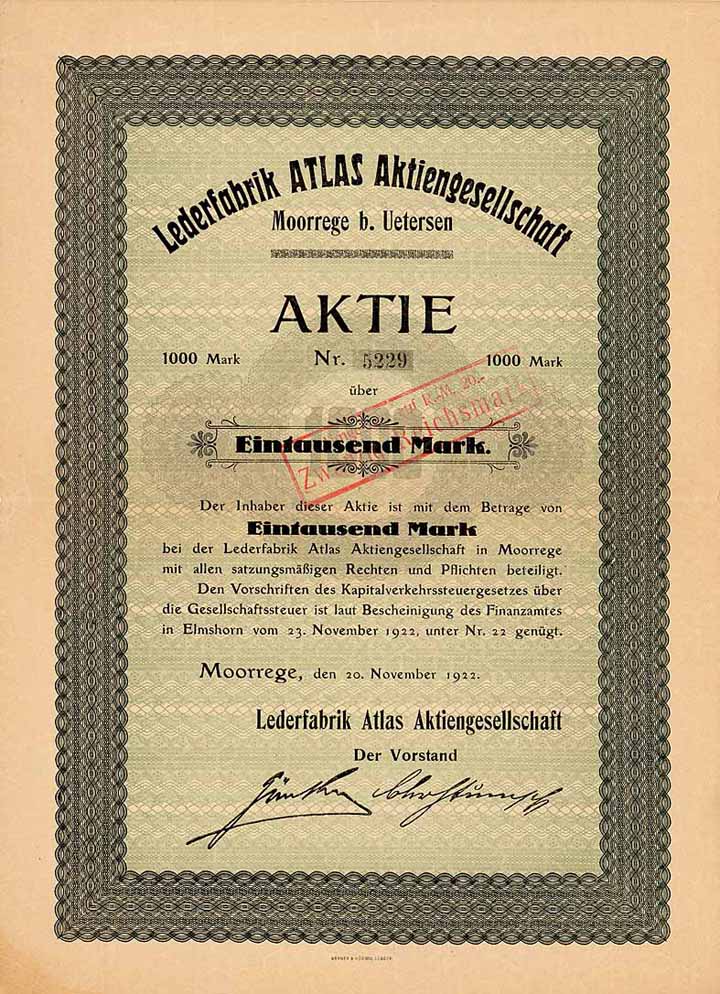 Lederfabrik ATLAS Aktiengesellschaft
Moorrege b. Uetersen
AKTIE
1000 Mark Nr. 5229 1000 Mark
über
Eintausend Mark.
R.M. 20.-
Reichsmark
Der Inhaber dieser Aktie ist mit dem Betrage von
Eintausend Mark
bei der Lederfabrik Atlas Aktiengesellschaft in Moorrege
mit allen satzungsmäßigen Rechten und Pflichten beteiligt.
Den Vorschriften des Kapitalverkehrssteuergesetzes über
die Gesellschaftssteuer ist laut Bescheinigung des Finanzamtes
in Elmshorn vom 23. November 1922, unter Nr. 22 genügt.
Moorrege, den 20. November 1922.
Lederfabrik Atlas Aktiengesellschaft
Der Vorstand